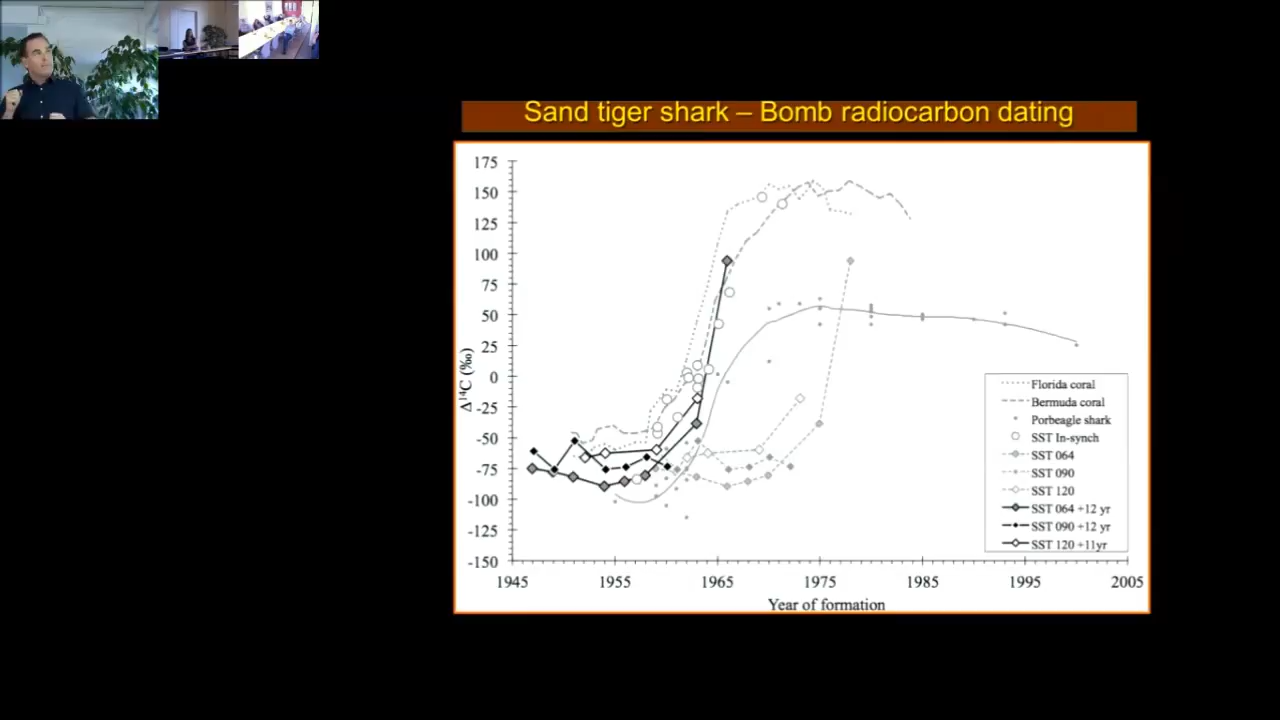 Sand tiger shark – Bomb radiocarbon dating
175
150
125
100
75
50
25
0
-25
-50
-75
-100
-125
-150
Δ¹⁴C (‰)
1945 1955 1965 1975 1985 1995 2005
Year of formation
Florida coral
Bermuda coral
Porbeagle shark
SST In-synch
SST 064
SST 090
SST 120
SST 064 +12 yr
SST 090 +12 yr
SST 120 +11yr